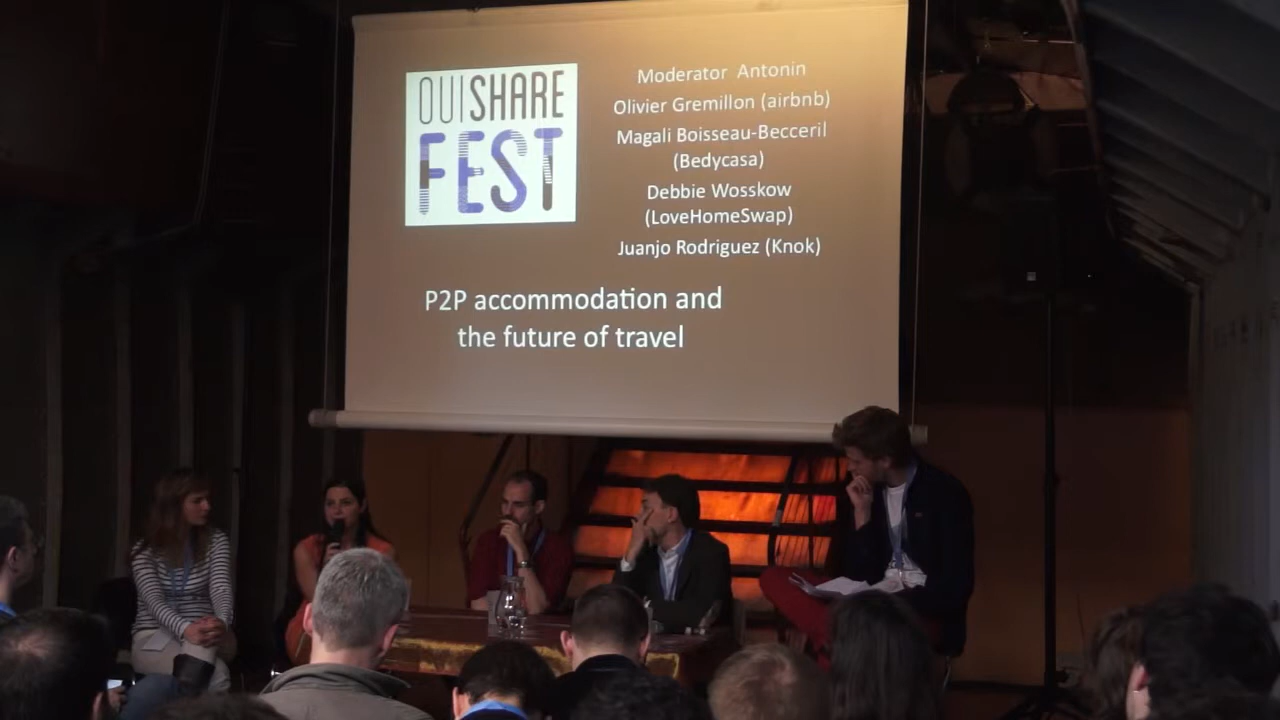 OUISHARE
FEST
Moderator Antonin
Olivier Gremillon (airbnb)
Magali Boisseau-Becceril
(Bedycasa)
Debbie Wosskow
(LoveHomeSwap)
Juanjo Rodriguez (Knok)
P2P accommodation and
the future of travel